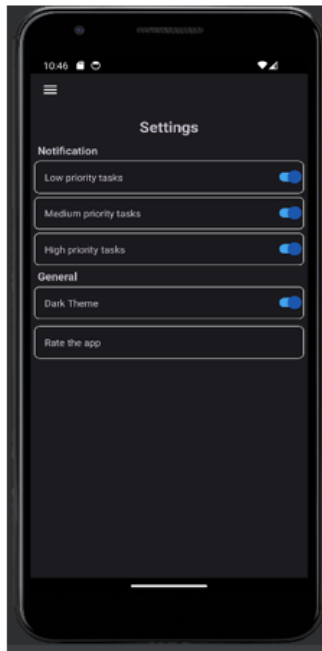 10:46
Settings
Notification
Low priority tasks
Medium priority tasks
High priority tasks
General
Dark Theme
Rate the app